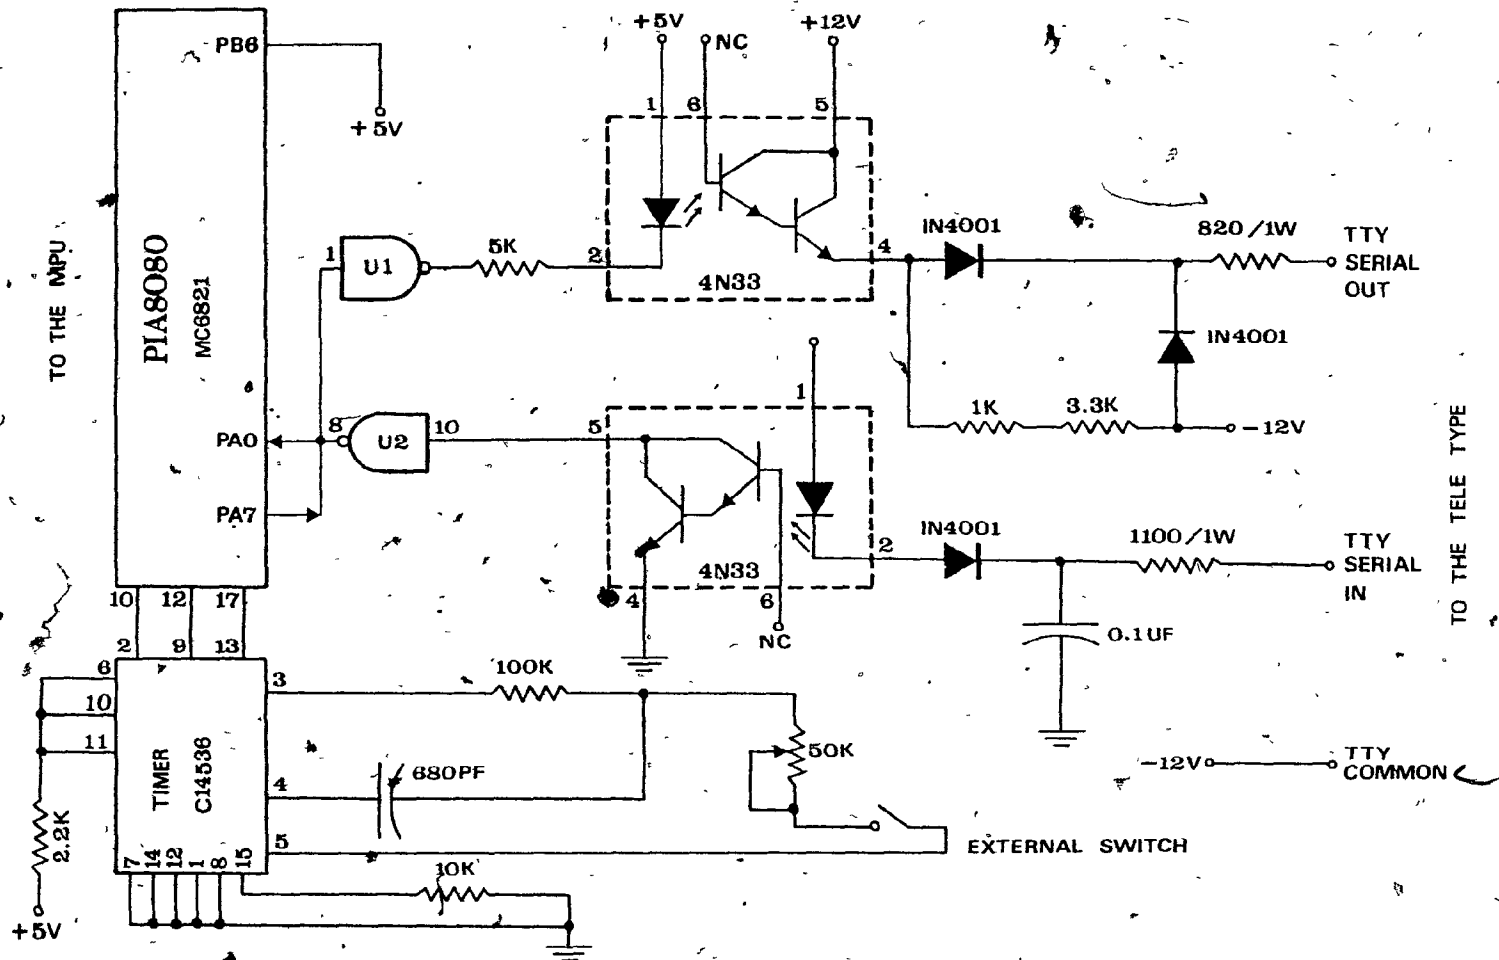 +5V
NC
+12V
PB6
1
6
5
+5V
TO THE MPU
PIA8080
MC6821
1
U1
5K
2
4N33
4
IN4001
820/1W
TTY
SERIAL
OUT
IN4001
1K
3.3K
-12V
PA0
8
U2
10
5
1
PA7
4N33
2
IN4001
1100/1W
TTY
SERIAL
IN
TO THE TELE TYPE
4
6
NC
0.1UF
10
12
17
2
9
13
6
10
11
3
100K
TIMER
C14536
50K
4
680PF
-12V
TTY
COMMON
2.2K
5
EXTERNAL SWITCH
7
14
12
1
8
15
10K
+5V